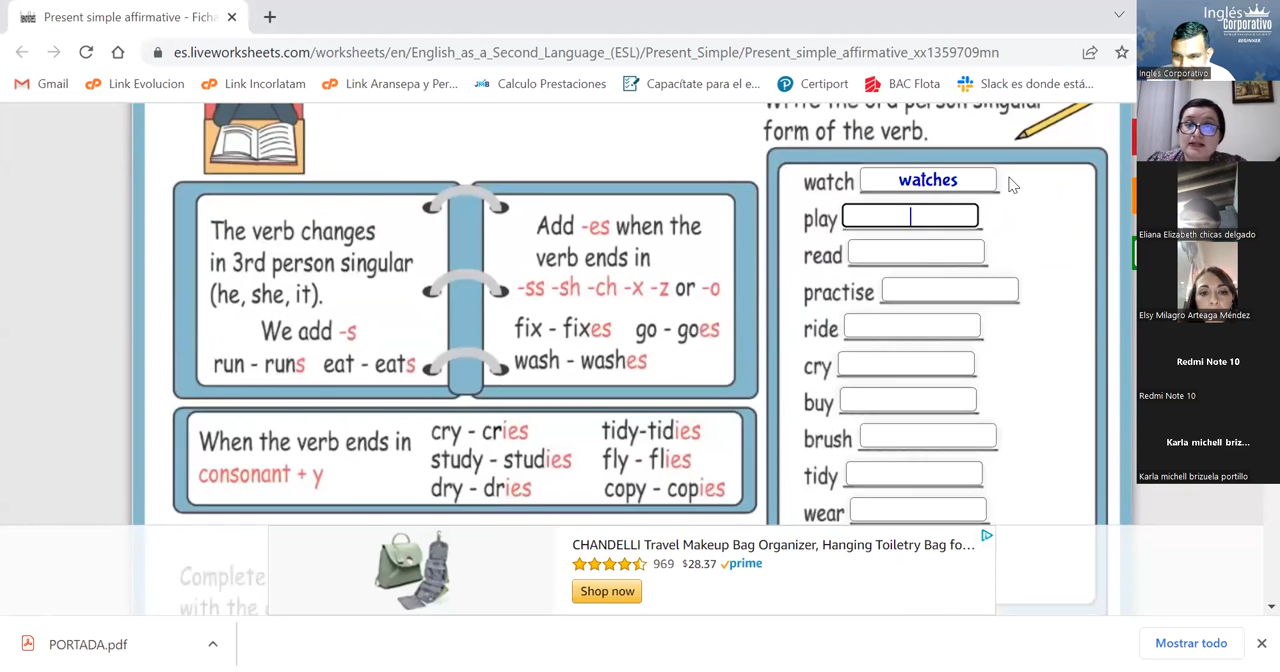 Present simple affirmative - Ficha
es.liveworksheets.com/worksheets/en/English_as_a_Second_Language_(ESL)/Present_Simple/Present_simple_affirmative_xx1359709mn
Gmail
Link Evolucion
Link Incatalam
Link Aransepa y Per...
Calculo Prestaciones
Capacítate para el e...
Certiport
BAC Flota
Slack es donde está...
Write the 3rd person singular
form of the verb.
watch watches
play
read
practise
ride
cry
buy
brush
tidy
wear
The verb changes
in 3rd person singular
(he, she, it).
We add -s
run - runs eat - eats
Add -es when the
verb ends in
-ss -sh -ch -x -z or -o
fix - fixes go - goes
wash - washes
When the verb ends in
consonant + y
cry - cries tidy-tidies
study - studies fly - flies
dry - dries copy - copies
Complete
CHANDELLI Travel Makeup Bag Organizer, Hanging Toiletry Bag fo...
969 $28.37 prime
Shop now
PORTADA.pdf
Mostrar todo
Inglés
Corporativo
BEGINNER
Inglés Corporativo
Eliana Elizabeth chicas delgado
Elsy Milagro Arteaga Méndez
Redmi Note 10
Redmi Note 10
Karla michell briz...
Karla michell brizuela portillo